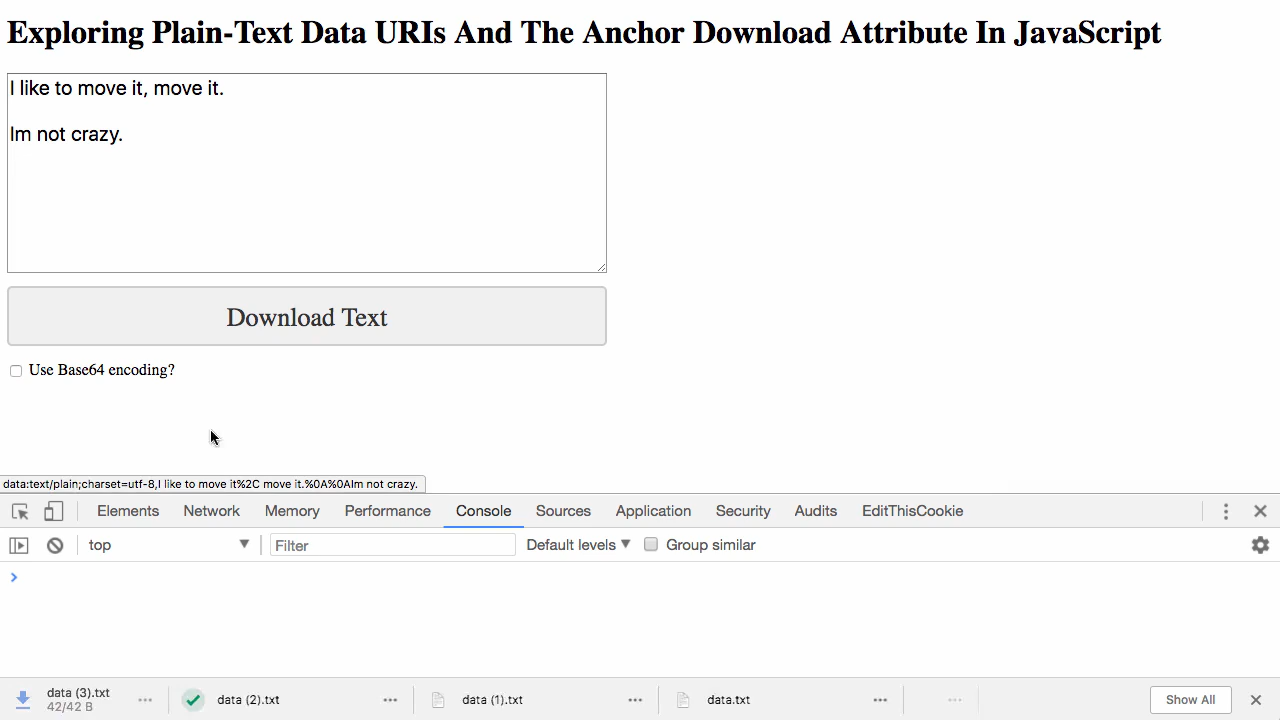 Exploring Plain-Text Data URIs And The Anchor Download Attribute In JavaScript
I like to move it, move it.
Im not crazy.
Download Text
Use Base64 encoding?
data:text/plain;charset=utf-8,I like to move it%2C move it.%0A%0AIm not crazy.
Elements Network Memory Performance Console Sources Application Security Audits EditThisCookie
top Filter Default levels Group similar
data (3).txt
42/42 B
data (2).txt data (1).txt data.txt Show All